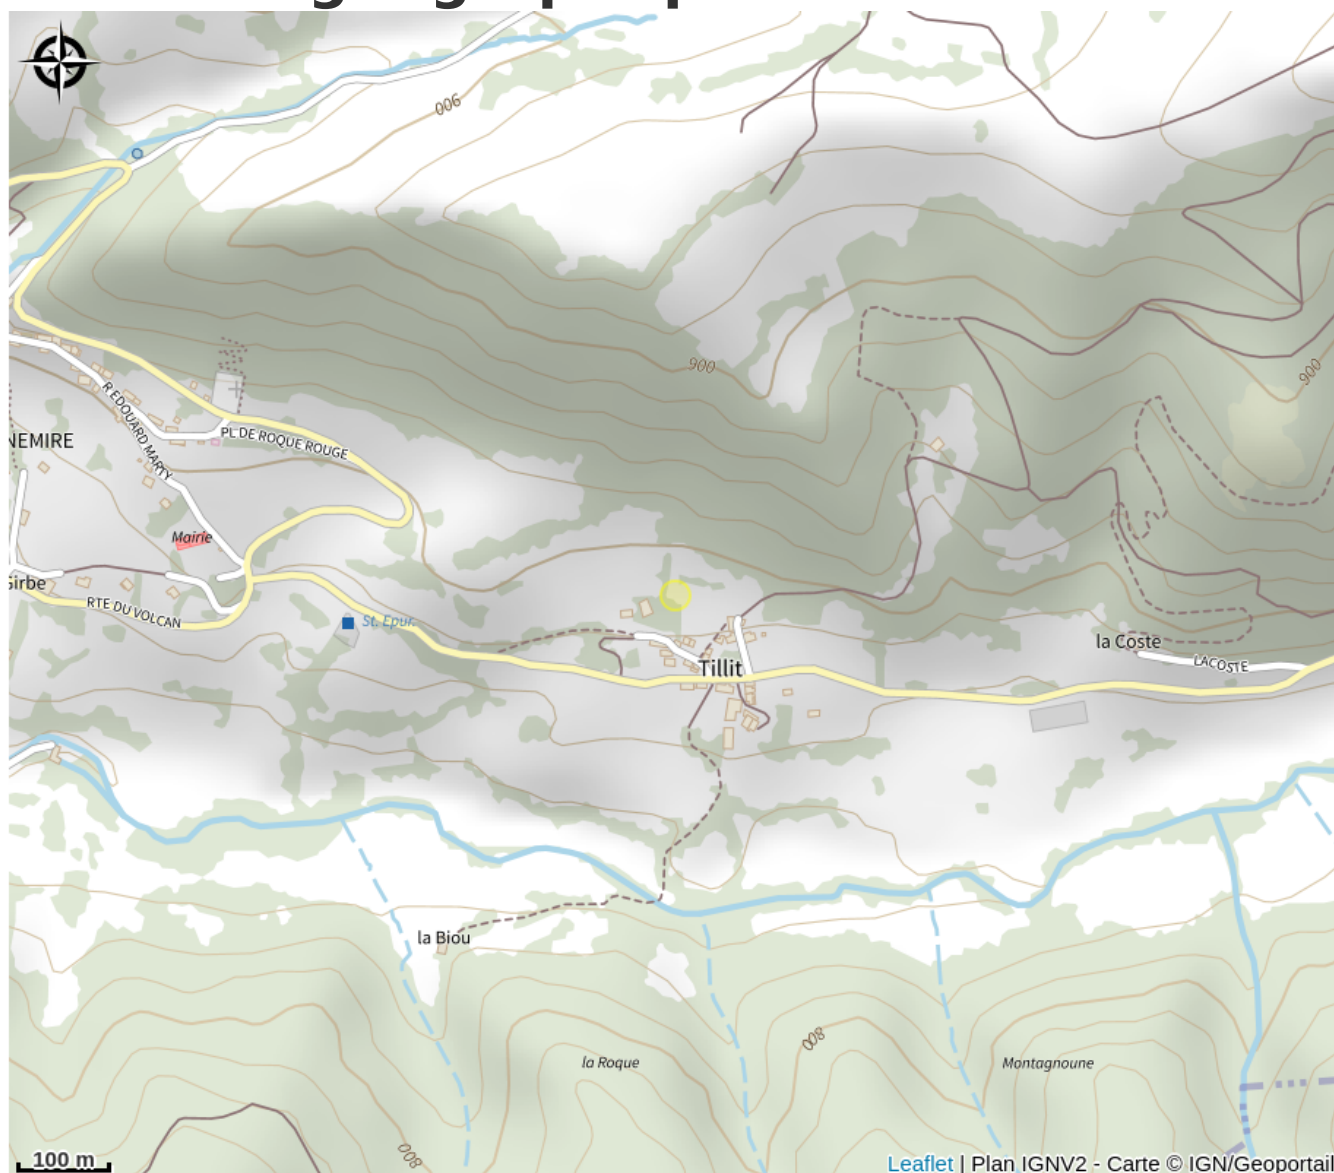 900
900
900
R EDOUARD MARTY
PL DE ROQUE ROUGE
NEMIRE
Mairie
Girbe
RTE DU VOLCAN
St. Epur.
Tillit
la Coste
LACOSTE
la Biou
la Roque
800
Montagnoune
800
100 m
Leaflet | Plan IGNV2 - Carte © IGN/Geoportail